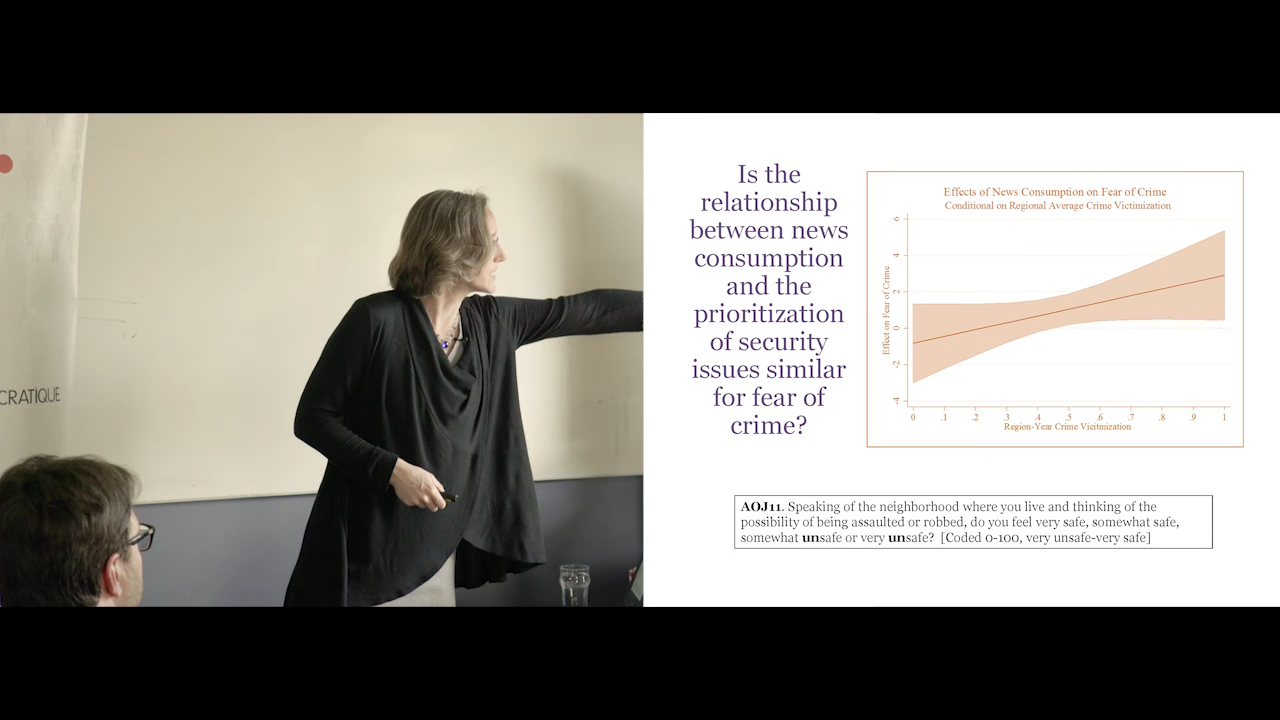 CRATIQUE
Is the
relationship
between news
consumption
and the
prioritization
of security
issues similar
for fear of
crime?
Effects of News Consumption on Fear of Crime
Conditional on Regional Average Crime Victimization
Effect on Fear of Crime
6
4
2
0
-2
-4
0 .1 .2 .3 .4 .5 .6 .7 .8 .9 1
Region-Year Crime Vicitmization
AOJ11. Speaking of the neighborhood where you live and thinking of the
possibility of being assaulted or robbed, do you feel very safe, somewhat safe,
somewhat unsafe or very unsafe? [Coded 0-100, very unsafe-very safe]